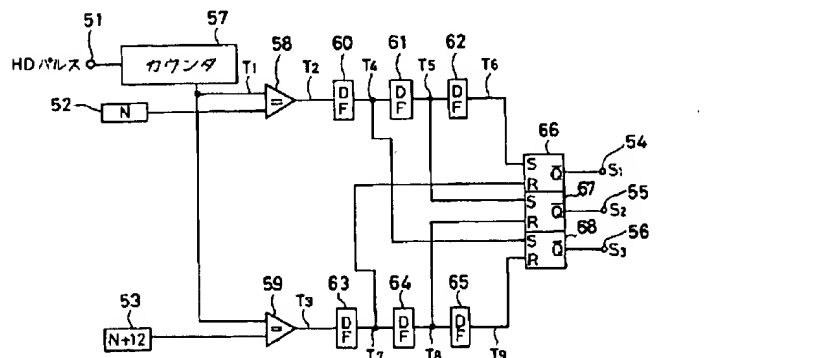 51
57
HDパルス
カウンタ
58
60
61
62
T1
T2
T4
T5
T6
D
F
D
F
D
F
52
N
=
66
54
S
Q̅
S1
R
67
55
S
Q̅
S2
R
68
56
S
Q̅
S3
R
59
63
64
65
53
T3
D
F
D
F
D
F
N+12
=
T7
T8
T9